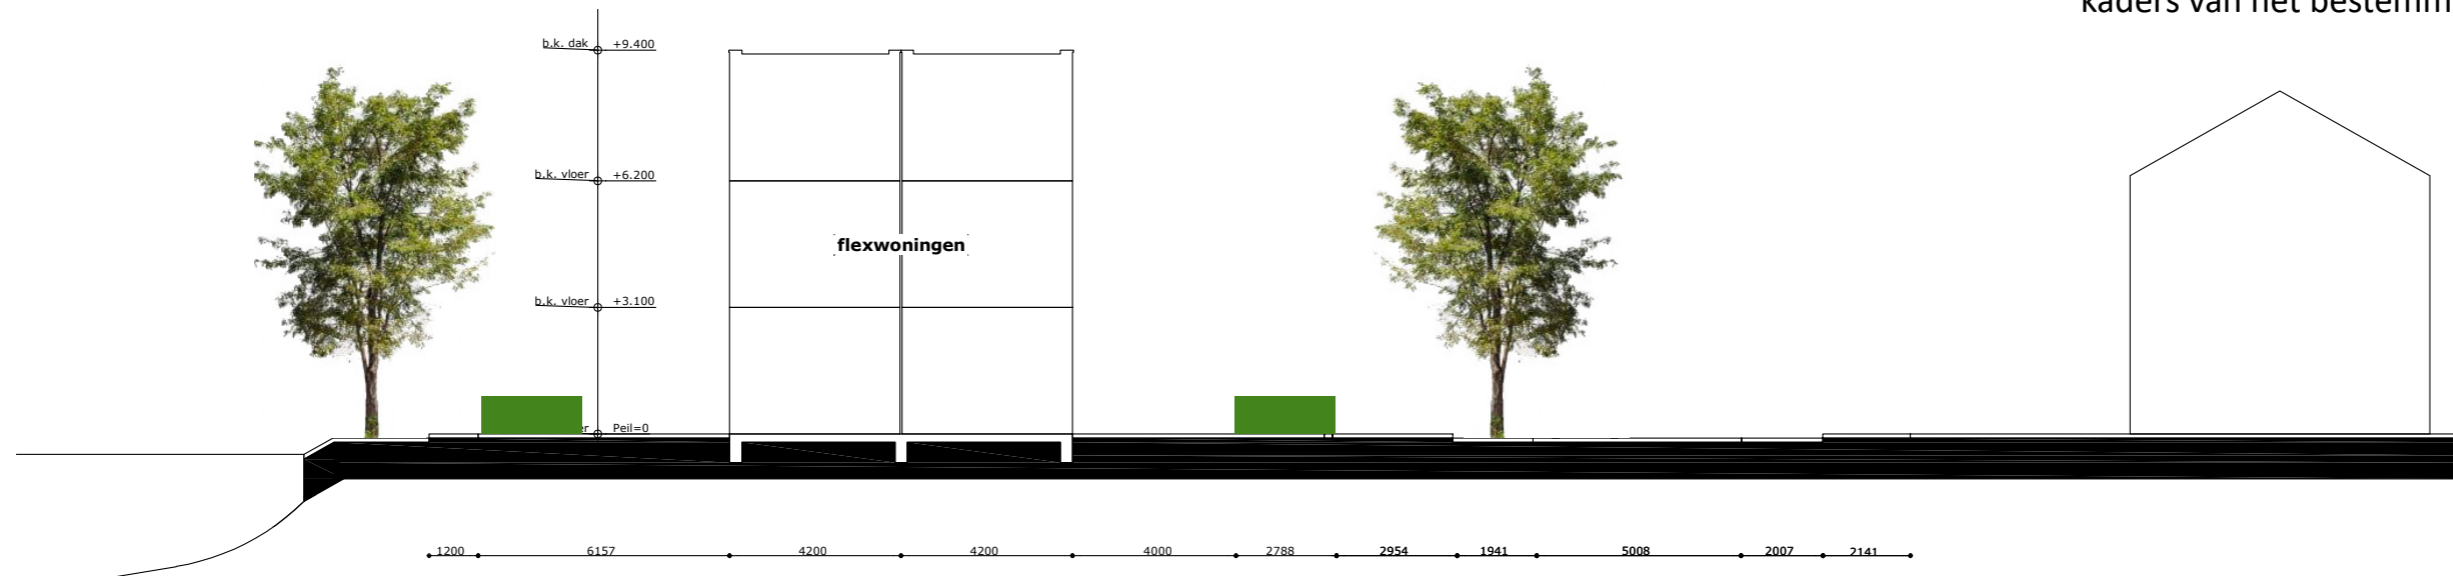 kaders van het bestemm
b.k. dak +9.400
b.k. vloer +6.200
flexwoningen
b.k. vloer +3.100
Peil=0
1200 6157 4200 4200 4000 2788 2954 1941 5008 2007 2141